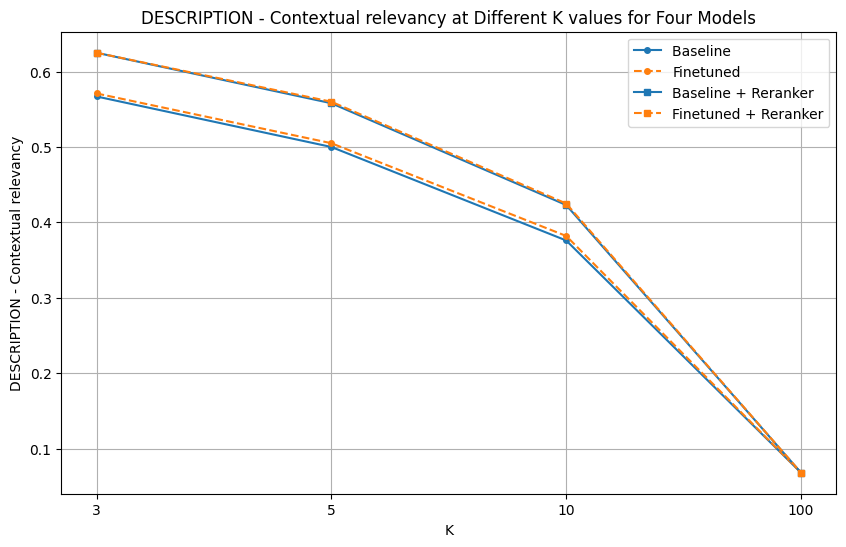 DESCRIPTION - Contextual relevancy at Different K values for Four Models
Baseline
Finetuned
Baseline + Reranker
Finetuned + Reranker
DESCRIPTION - Contextual relevancy
0.6
0.5
0.4
0.3
0.2
0.1
3
5
10
100
K